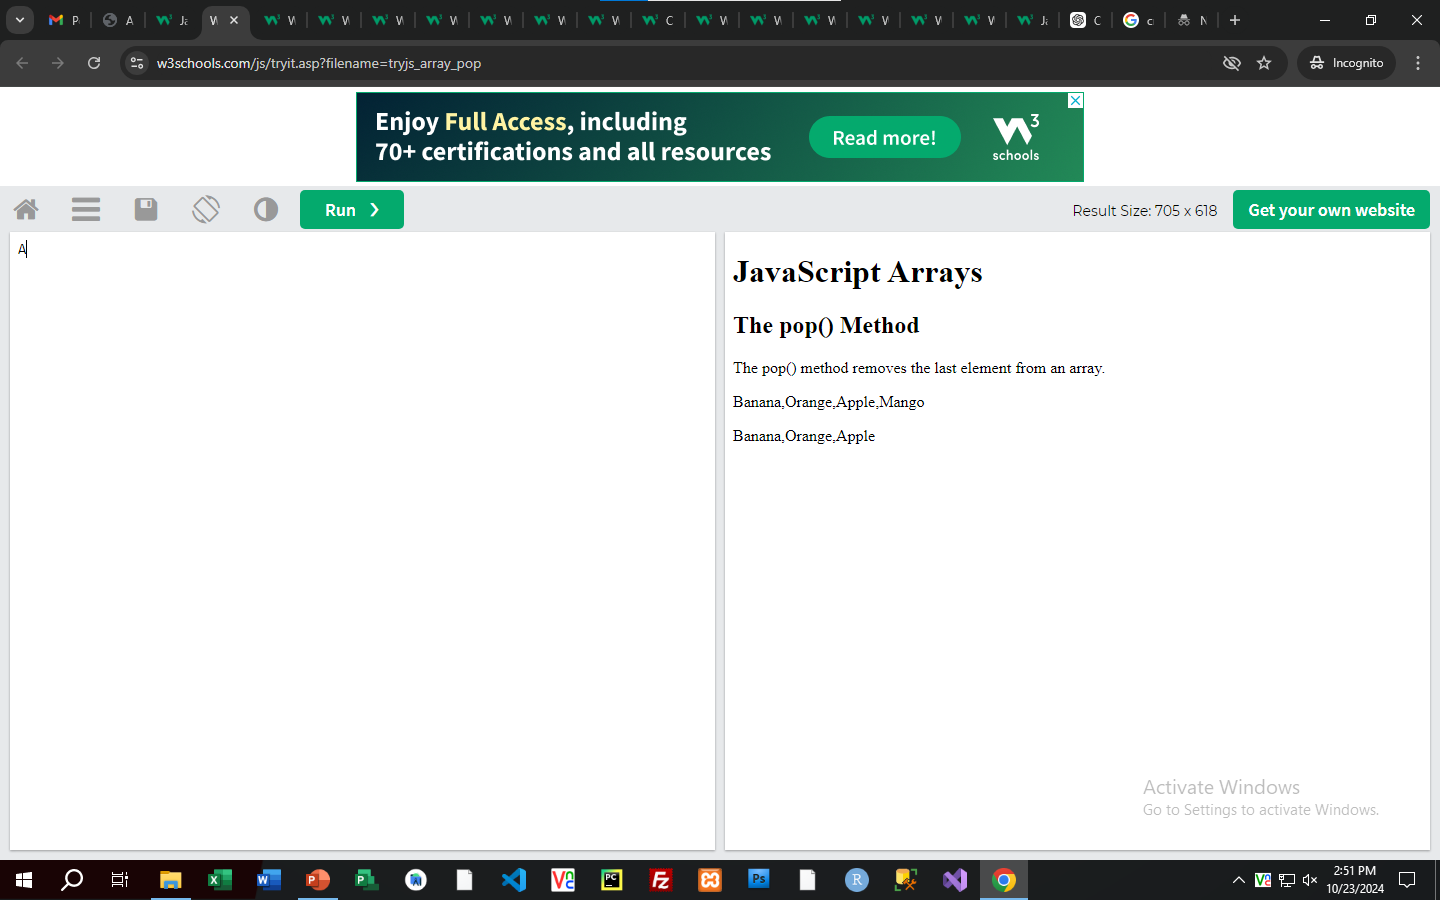 w3schools.com/js/tryit.asp?filename=tryjs_array_pop
Incognito
Enjoy Full Access, including
70+ certifications and all resources
Read more!
3
schools
Run ❯
Result Size: 705 x 618
Get your own website
A
JavaScript Arrays
The pop() Method
The pop() method removes the last element from an array.
Banana,Orange,Apple,Mango
Banana,Orange,Apple
Activate Windows
Go to Settings to activate Windows.
2:51 PM
10/23/2024